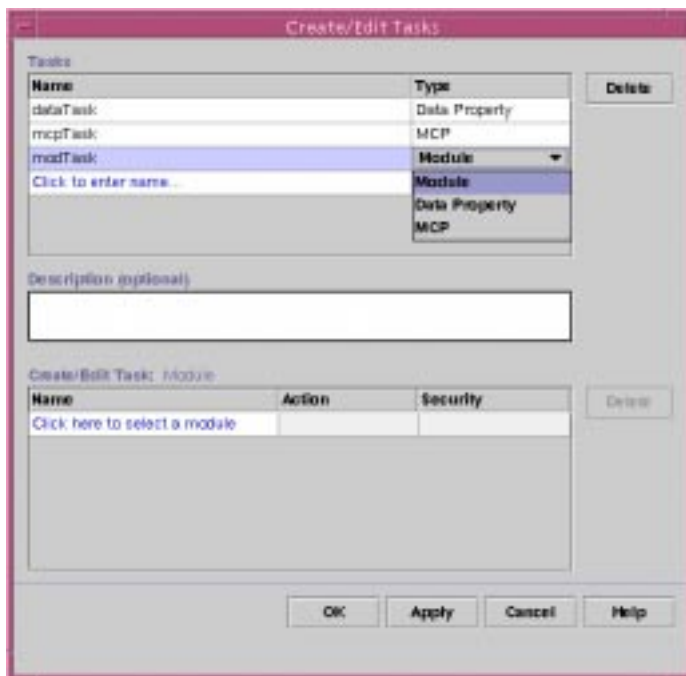 Create/Edit Tasks
Tasks
Name Type Delete
dataTask Data Property
mcpTask MCP
modTask Module
Click to enter name... Module
Data Property
MCP
Description (optional)
Create/Edit Task: Module
Name Action Security Delete
Click here to select a module
OK Apply Cancel Help